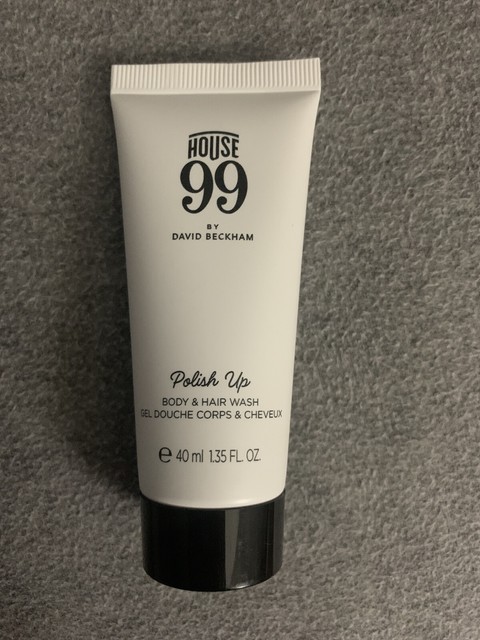 HOUSE
99
BY
DAVID BECKHAM
Polish Up
BODY & HAIR WASH
GEL DOUCHE CORPS & CHEVEUX
℮ 40 ml 1.35 FL. OZ.